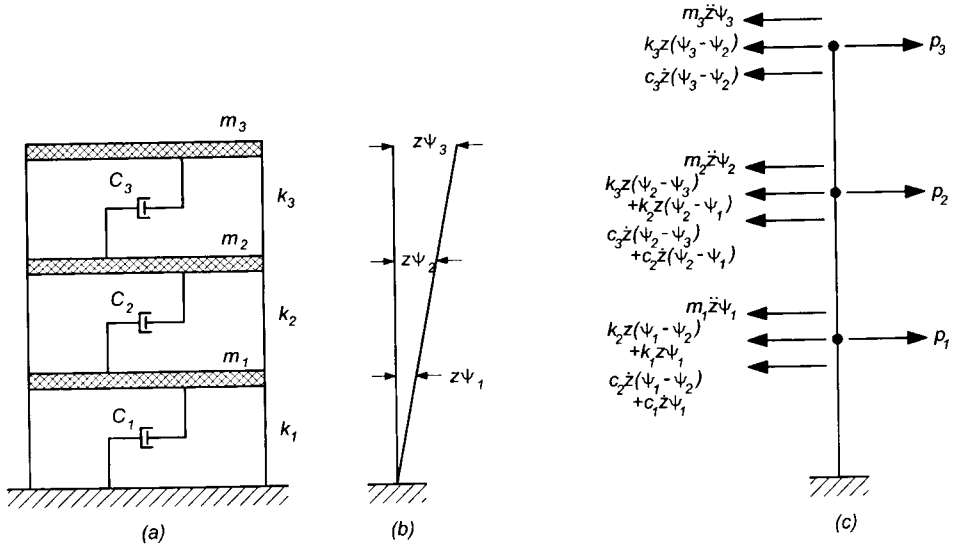 m₃
C₃
k₃
m₂
C₂
k₂
m₁
C₁
k₁
(a)
zψ₃
zψ₂
zψ₁
(b)
m₃z̈ψ₃
k₃z(ψ₃-ψ₂)
c₃ż(ψ₃-ψ₂)
p₃
m₂z̈ψ₂
k₃z(ψ₂-ψ₃)
+k₂z(ψ₂-ψ₁)
c₃ż(ψ₂-ψ₃)
+c₂ż(ψ₂-ψ₁)
p₂
m₁z̈ψ₁
k₂z(ψ₁-ψ₂)
+k₁zψ₁
c₂ż(ψ₁-ψ₂)
+c₁żψ₁
p₁
(c)